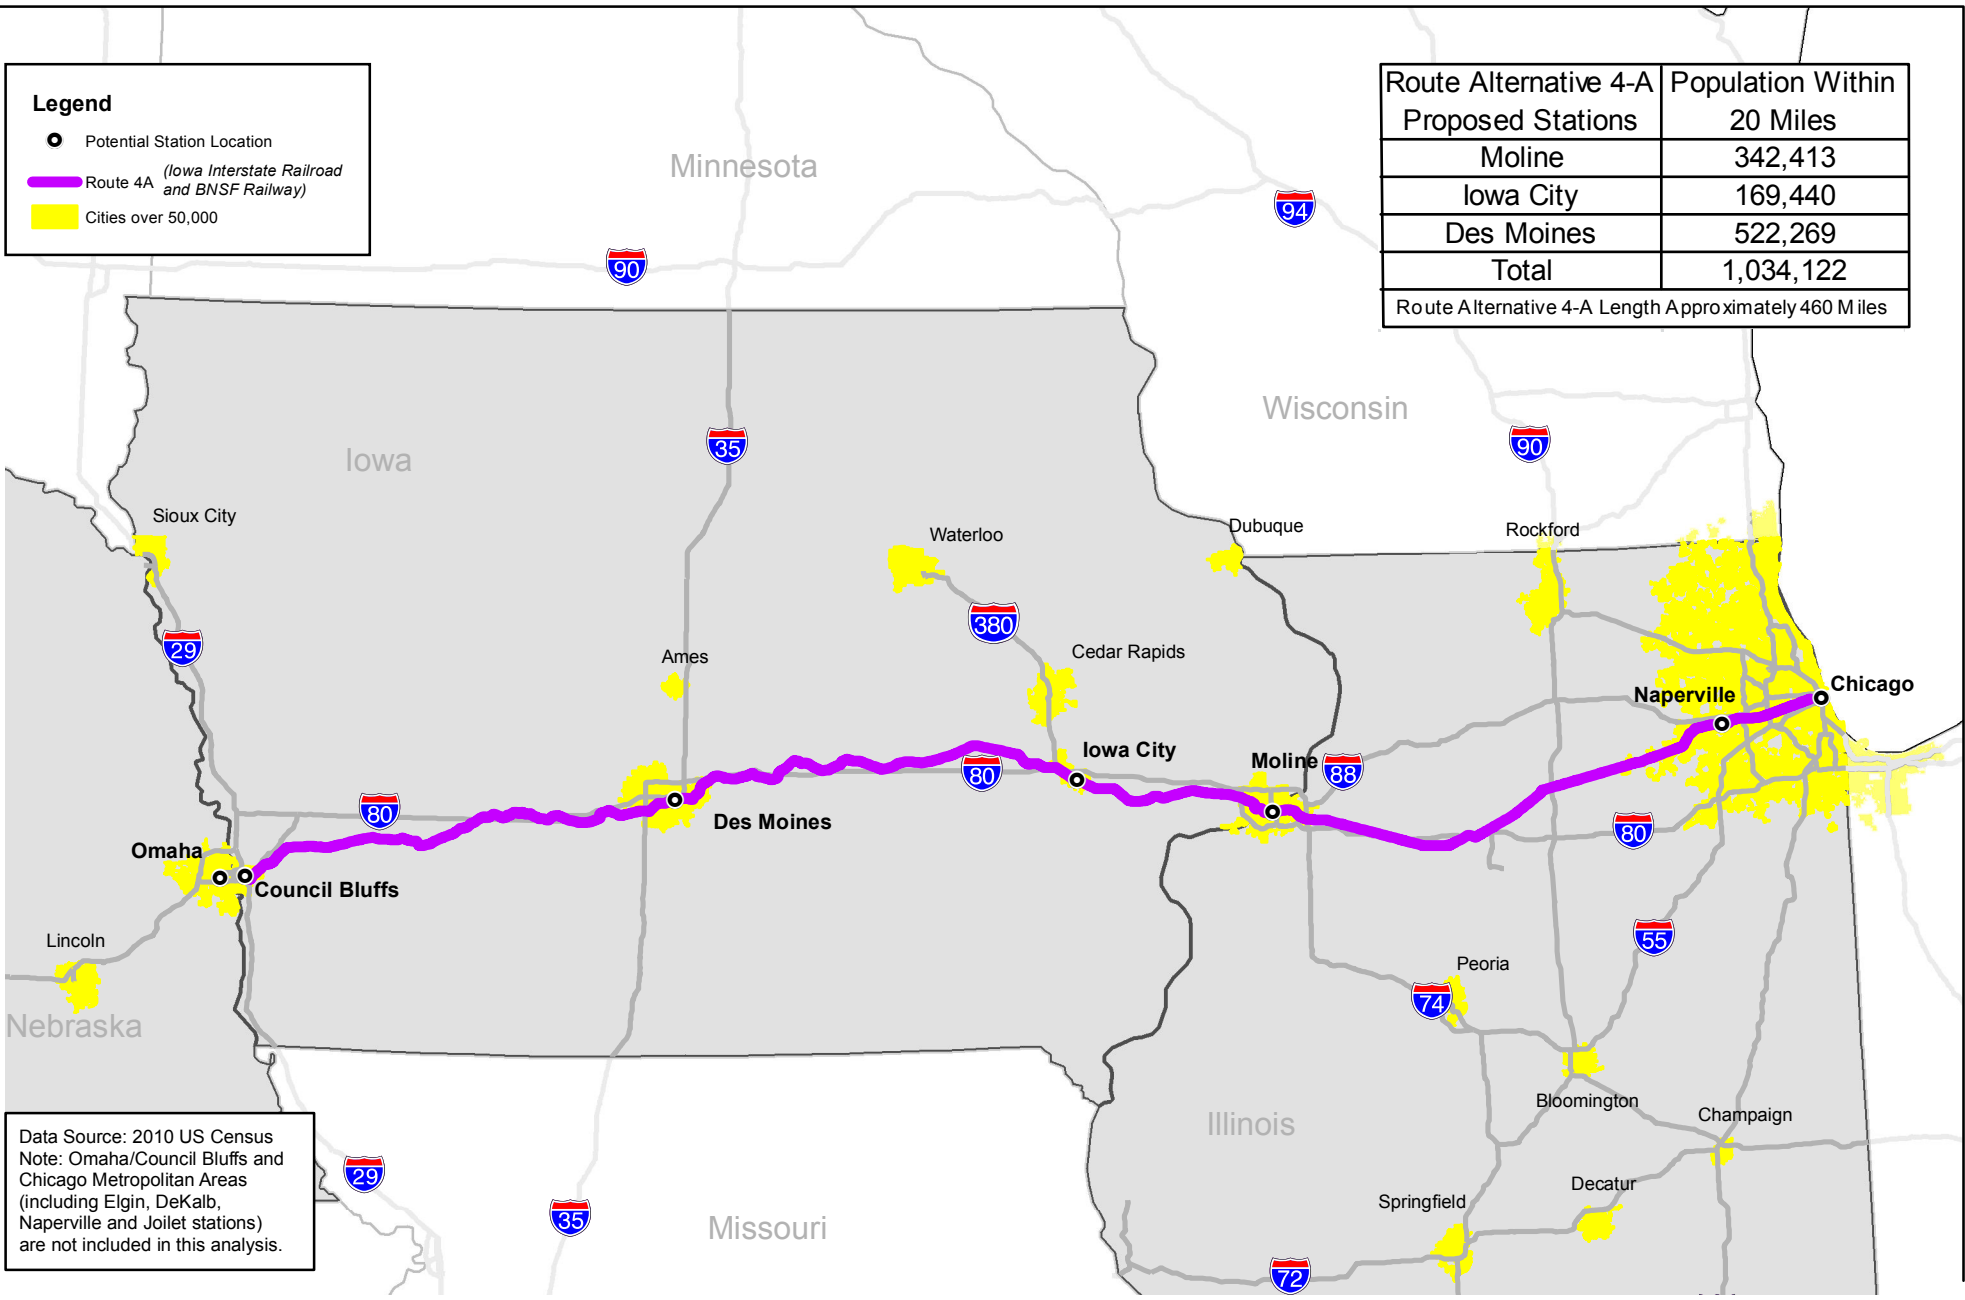 Legend
Potential Station Location
Route 4A (Iowa Interstate Railroad
and BNSF Railway)
Cities over 50,000
Route Alternative 4-A Population Within
Proposed Stations 20 Miles
Moline 342,413
Iowa City 169,440
Des Moines 522,269
Total 1,034,122
Route Alternative 4-A Length Approximately 460 Miles
Minnesota
94
90
Wisconsin
90
35
Iowa
Sioux City
Waterloo
Dubuque
Rockford
380
29
Ames
Cedar Rapids
Naperville
Chicago
Iowa City
Moline
88
80
80
Des Moines
80
Omaha
Council Bluffs
Lincoln
55
Peoria
74
Nebraska
Bloomington
Champaign
Illinois
Data Source: 2010 US Census
Note: Omaha/Council Bluffs and
Chicago Metropolitan Areas
(including Elgin, DeKalb,
Naperville and Joilet stations)
are not included in this analysis.
29
35
Missouri
Springfield
Decatur
72